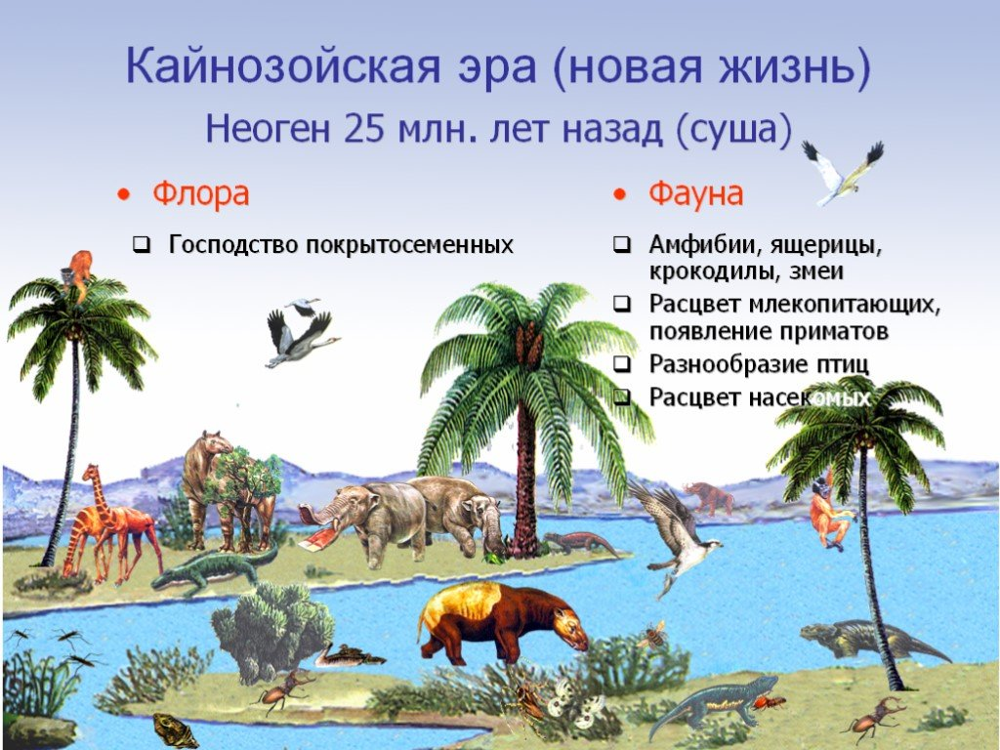 Кайнозойская эра (новая жизнь)
Неоген 25 млн. лет назад (суша)
• Флора
❑ Господство покрытосеменных
• Фауна
❑ Амфибии, ящерицы,
крокодилы, змеи
❑ Расцвет млекопитающих,
появление приматов
❑ Разнообразие птиц
❑ Расцвет насекомых